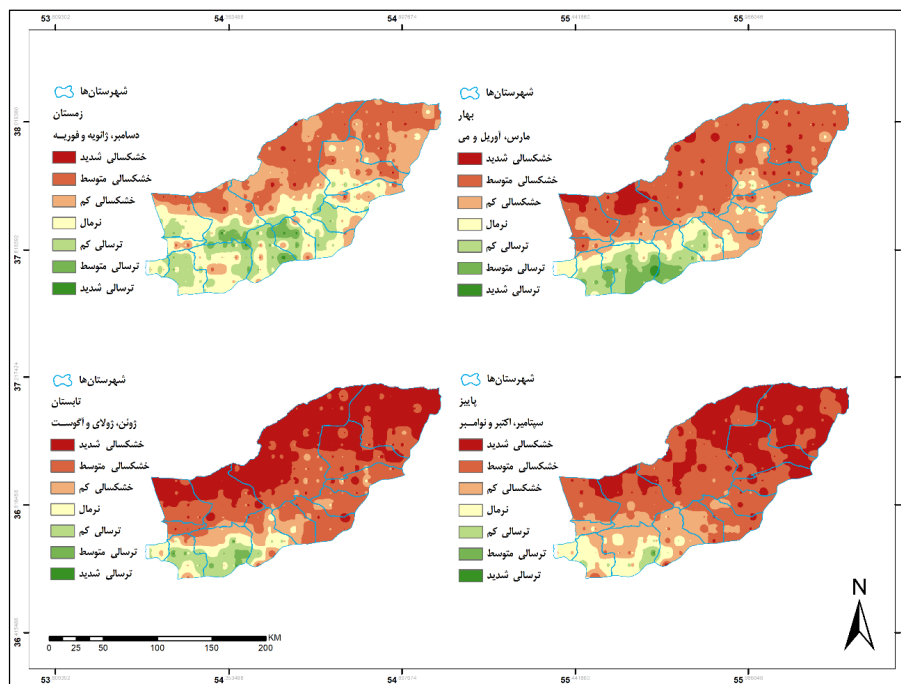 53 54 54 55 55
شهرستان‌ها
زمستان
دسامبر، ژانویه و فوریـه
خشکسالی شدید
خشکسالی متوسط
خشکسالی کم
نرمال
ترسالی کم
ترسالی متوسط
ترسالی شدید
شهرستان‌ها
بهار
مارس، آوریل و می
خشکسالی شدید
خشکسالی متوسط
خشکسالی کم
نرمال
ترسالی کم
ترسالی متوسط
ترسالی شدید
شهرستان‌ها
تابستان
ژوئن، ژولای و آگوسـت
خشکسالی شدید
خشکسالی متوسط
خشکسالی کم
نرمال
ترسالی کم
ترسالی متوسط
ترسالی شدید
شهرستان‌ها
پاییز
سپتامبر، اکتبر و نوامـبر
خشکسالی شدید
خشکسالی متوسط
خشکسالی کم
نرمال
ترسالی کم
ترسالی متوسط
ترسالی شدید
38
37
37
36
36
N
KM
0 25 50 100 150 200
53 54 54 55 55